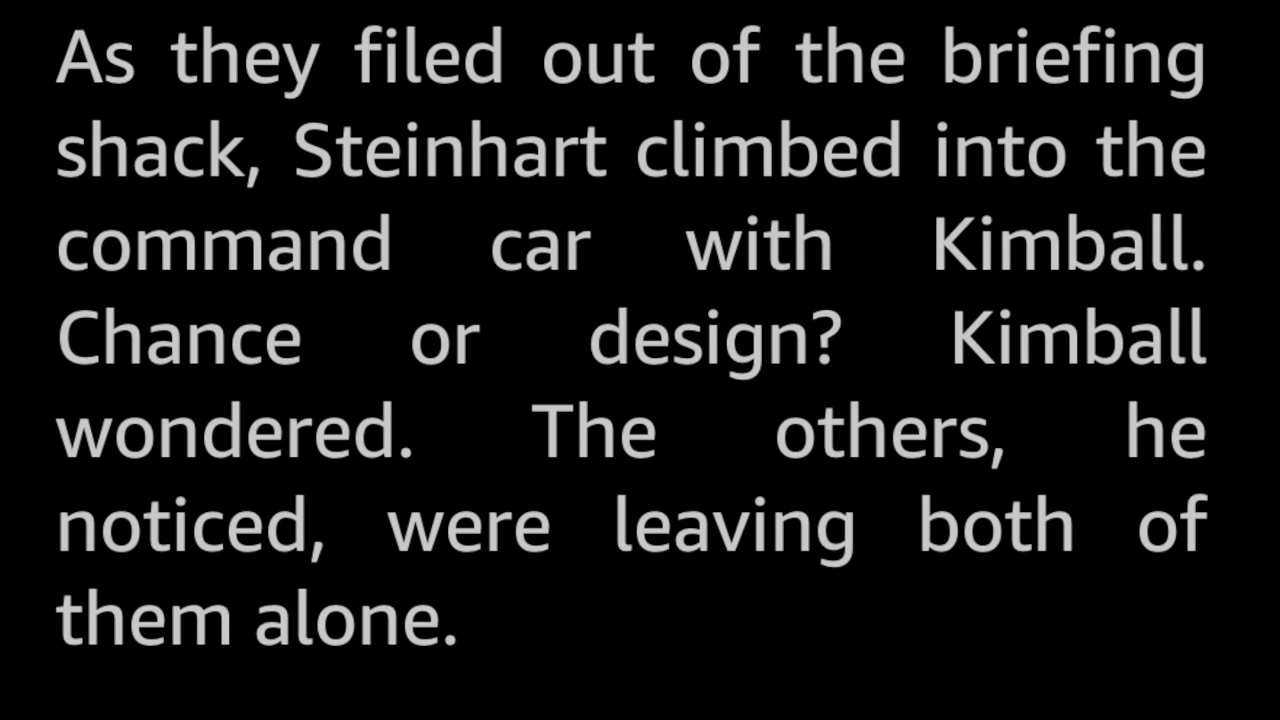 As they filed out of the briefing
shack, Steinhart climbed into the
command car with Kimball.
Chance or design? Kimball
wondered. The others, he
noticed, were leaving both of
them alone.